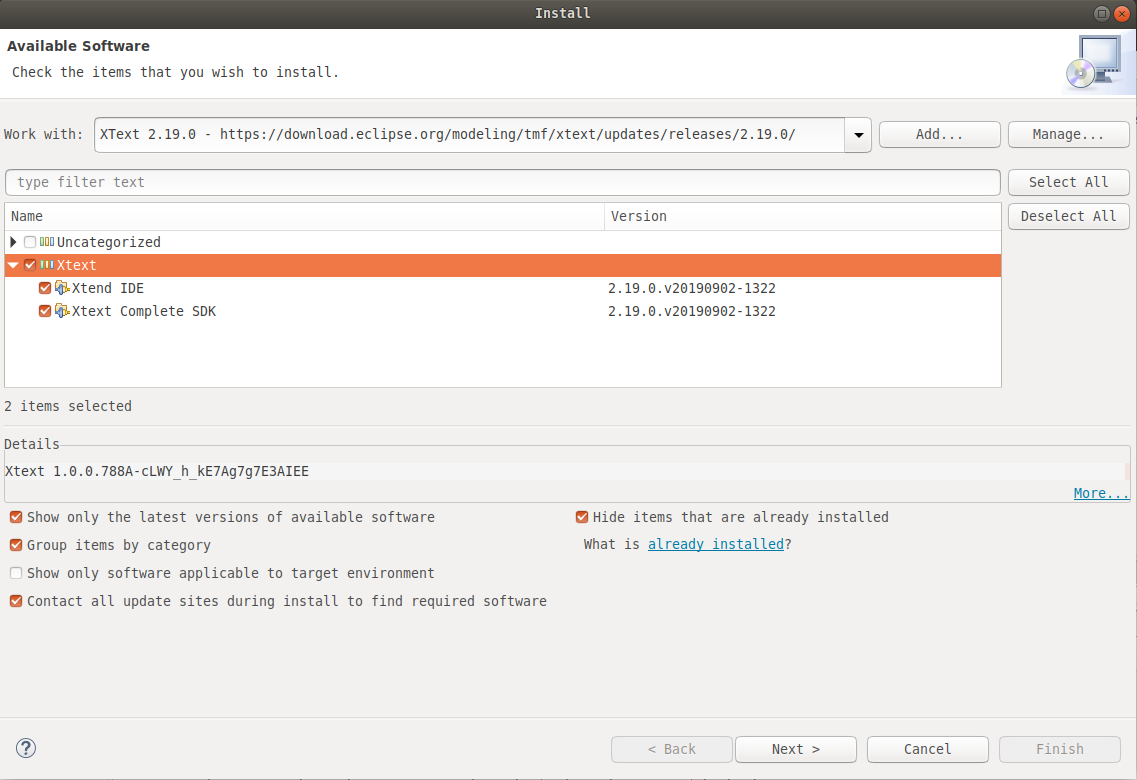 Install
Available Software
Check the items that you wish to install.
Work with: XText 2.19.0 - https://download.eclipse.org/modeling/tmf/xtext/updates/releases/2.19.0/ Add... Manage...
type filter text Select All
Name Version Deselect All
Uncategorized
Xtext
Xtend IDE 2.19.0.v20190902-1322
Xtext Complete SDK 2.19.0.v20190902-1322
2 items selected
Details
Xtext 1.0.0.788A-cLWY_h_kE7Ag7g7E3AIEE
More...
Show only the latest versions of available software Hide items that are already installed
Group items by category What is already installed?
Show only software applicable to target environment
Contact all update sites during install to find required software
? < Back Next > Cancel Finish